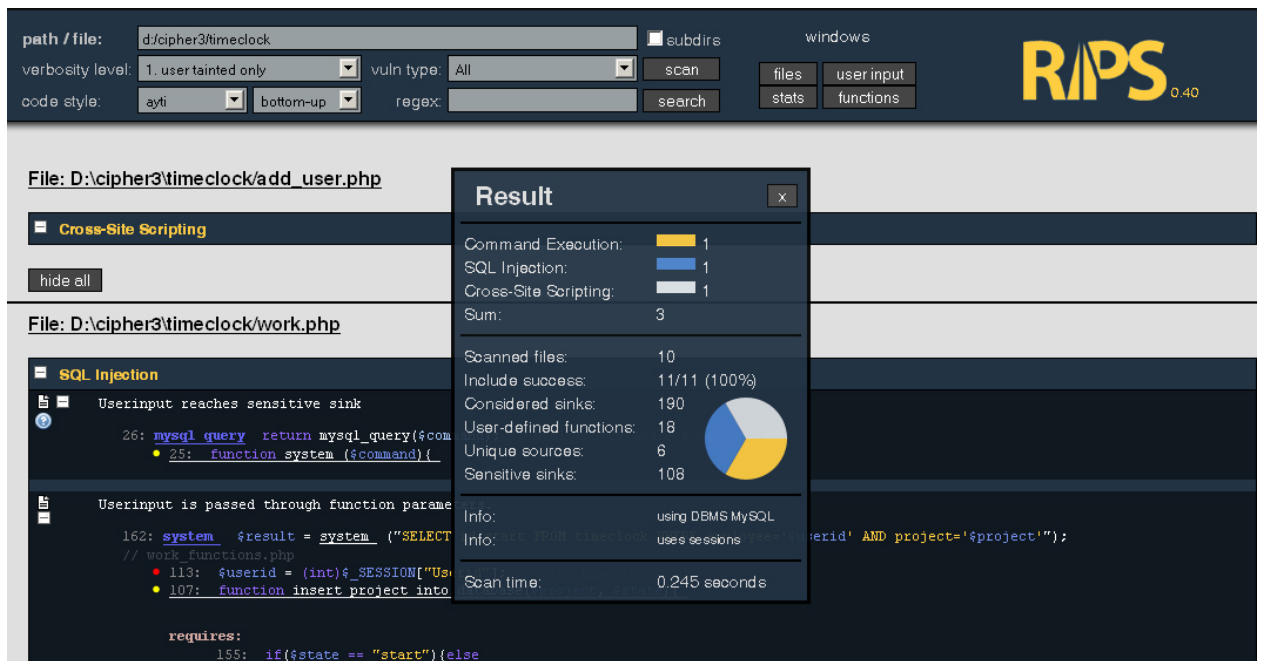 path / file: d:/cipher3/timeclock subdirs windows
verbosity level: 1. user tainted only vuln type: All scan files user input
code style: ayti bottom-up regex: search stats functions
RIPS 0.40
File: D:\cipher3\timeclock/add_user.php
Cross-Site Scripting
hide all
File: D:\cipher3\timeclock/work.php
SQL Injection
Userinput reaches sensitive sink
26: mysql_query return mysql_query($com
25: function system ($command){
Userinput is passed through function parame
162: system $result = system ("SELECT FROM timeclock userid' AND project='$project'");
// work_functions.php
113: $userid = (int)$_SESSION["Us
107: function insert project into
requires:
155: if($state == "start"){else
Result x
Command Execution: 1
SQL Injection: 1
Cross-Site Scripting: 1
Sum: 3
Scanned files: 10
Include success: 11/11 (100%)
Considered sinks: 190
User-defined functions: 18
Unique sources: 6
Sensitive sinks: 108
Info: using DBMS MySQL
Info: uses sessions
Scan time: 0.245 seconds